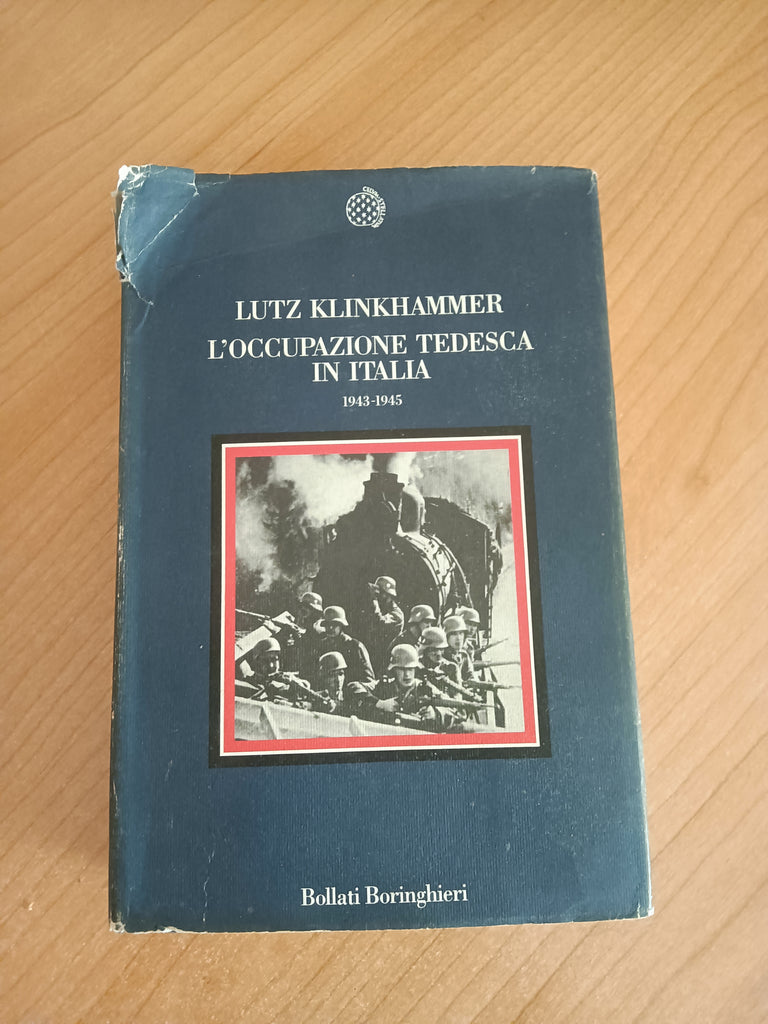 LUTZ KLINKHAMMER
L'OCCUPAZIONE TEDESCA
IN ITALIA
1943-1945
Bollati Boringhieri